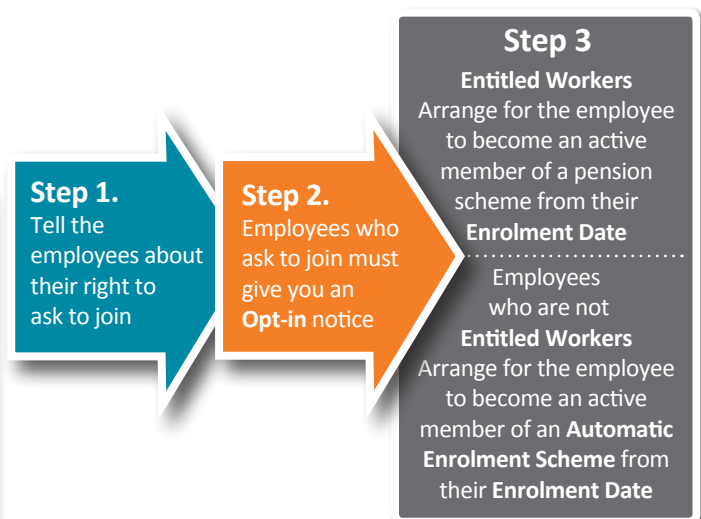 Step 1.
Tell the
employees about
their right to
ask to join
Step 2.
Employees who
ask to join must
give you an
Opt-in notice
Step 3
Entitled Workers
Arrange for the employee
to become an active
member of a pension
scheme from their
Enrolment Date
Employees
who are not
Entitled Workers
Arrange for the employee
to become an active
member of an Automatic
Enrolment Scheme from
their Enrolment Date